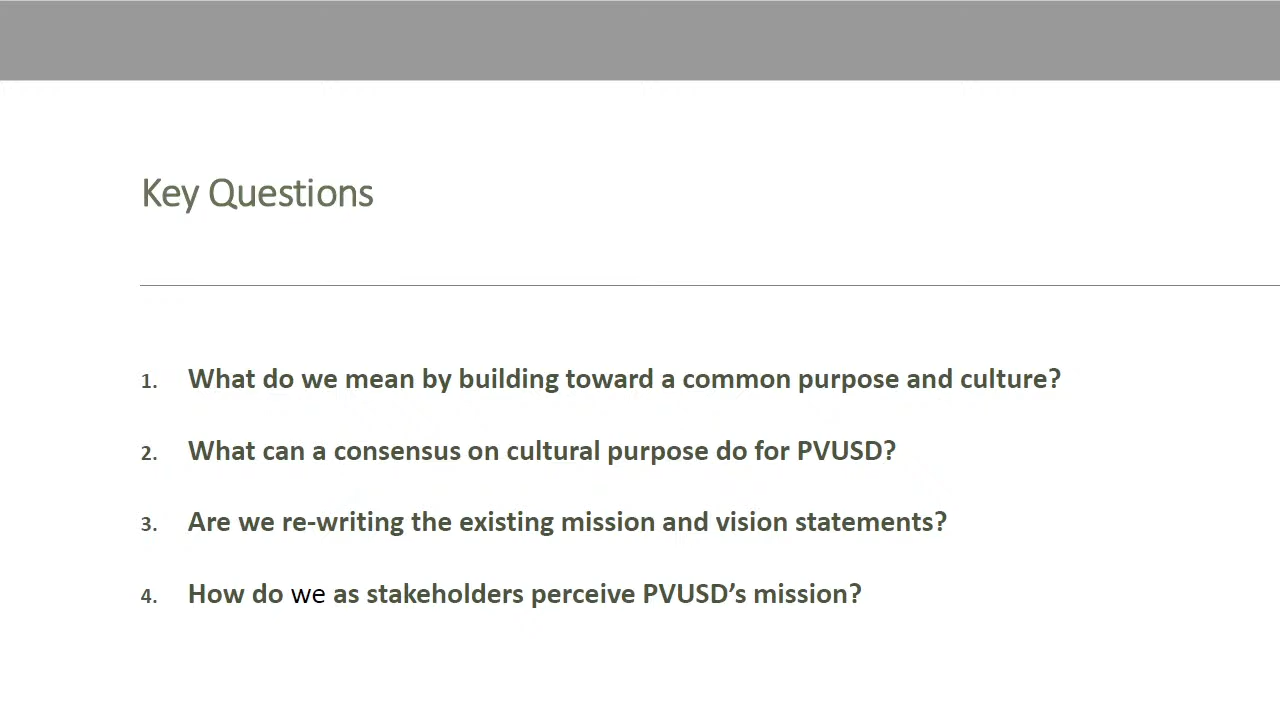 Key Questions
1. What do we mean by building toward a common purpose and culture?
2. What can a consensus on cultural purpose do for PVUSD?
3. Are we re-writing the existing mission and vision statements?
4. How do we as stakeholders perceive PVUSD’s mission?